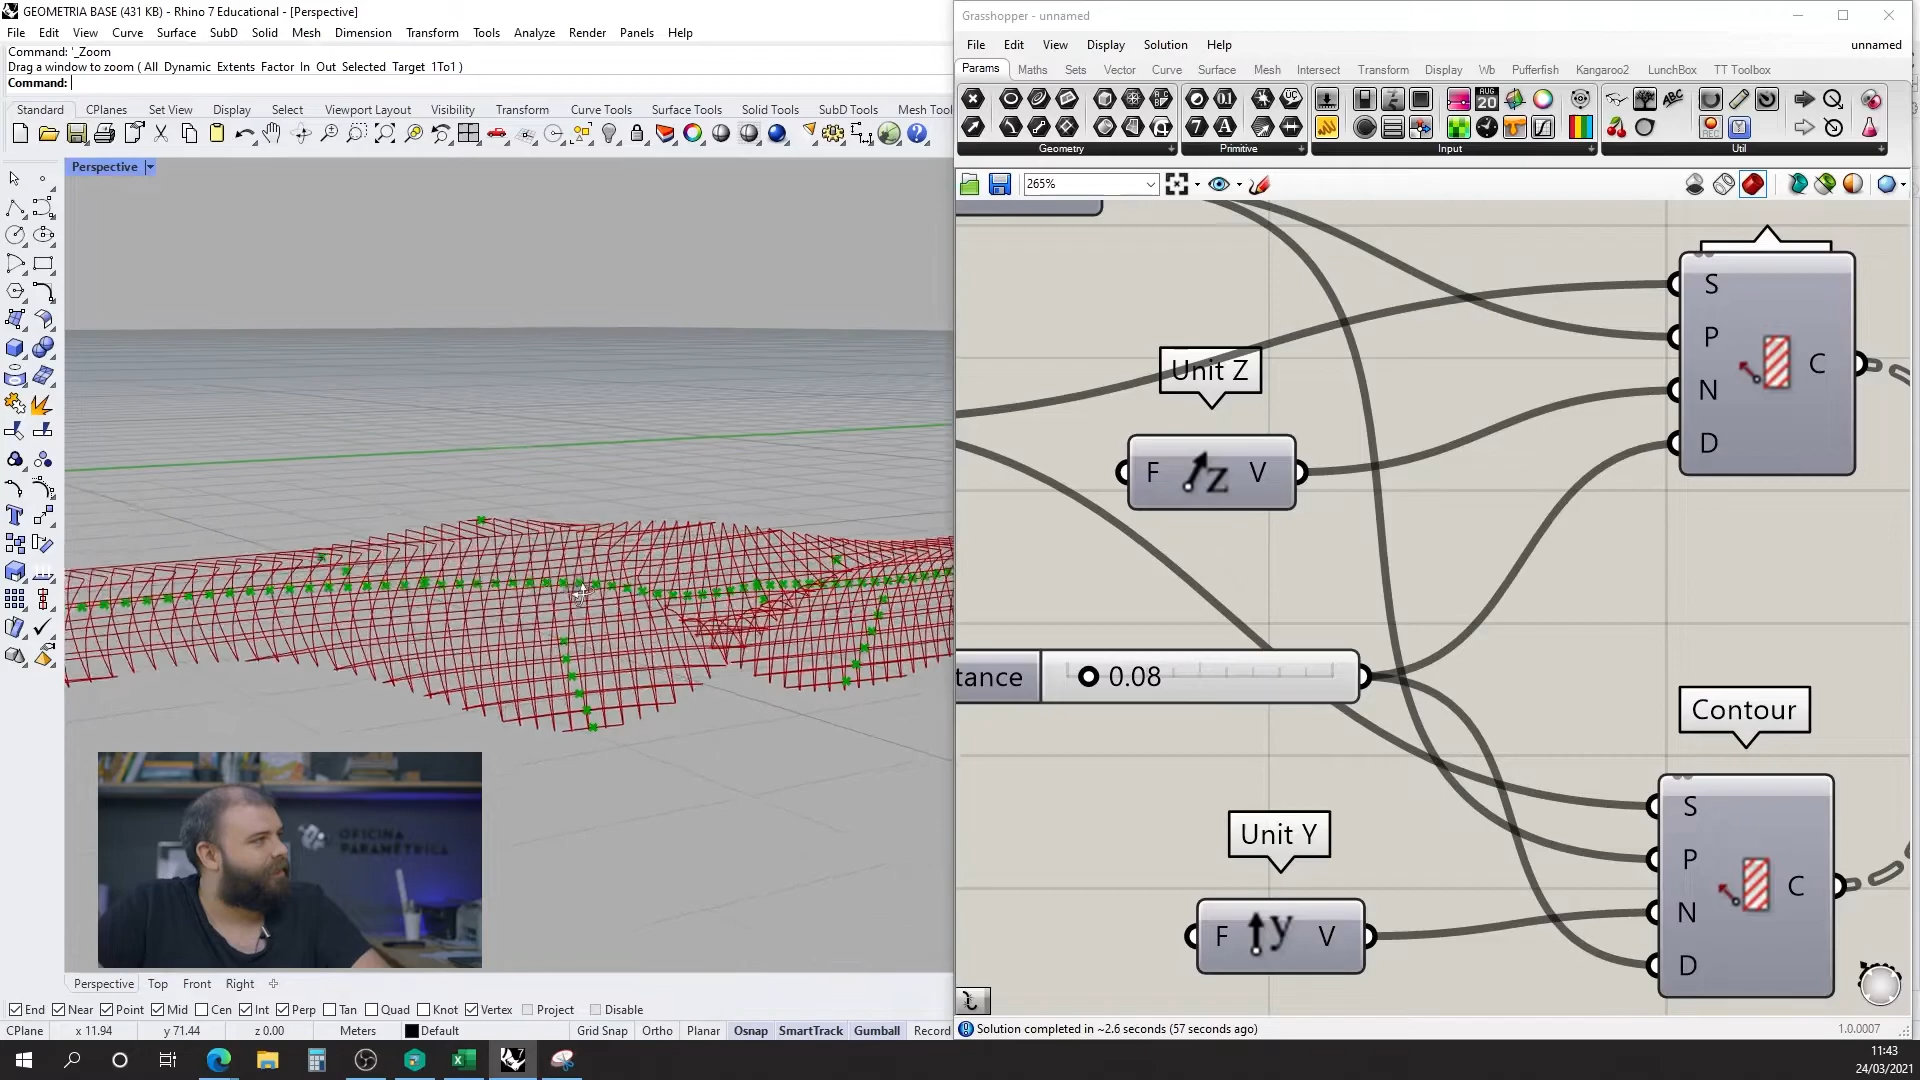 GEOMETRIA BASE (431 KB) - Rhino 7 Educational - [Perspective]
File Edit View Curve Surface SubD Solid Mesh Dimension Transform Tools Analyze Render Panels Help
Command: '_Zoom
Drag a window to zoom ( All Dynamic Extents Factor In Out Selected Target 1To1 )
Command:
Standard CPlanes Set View Display Select Viewport Layout Visibility Transform Curve Tools Surface Tools Solid Tools SubD Tools Mesh Tool
Perspective
OFICINA
PARAMÉTRICA
Perspective Top Front Right
End Near Point Mid Cen Int Perp Tan Quad Knot Vertex Project Disable
CPlane x 11.94 y 71.44 z 0.00 Meters Default Grid Snap Ortho Planar Osnap SmartTrack Gumball Record
Grasshopper - unnamed
File Edit View Display Solution Help unnamed
Params Maths Sets Vector Curve Surface Mesh Intersect Transform Display Wb Pufferfish Kangaroo2 LunchBox TT Toolbox
Geometry Primitive Input Util
265%
S
P
N
D
C
Unit Z
F Z V
tance 0.08
Contour
S
P
N
D
C
Unit Y
F y V
Solution completed in ~2.6 seconds (57 seconds ago) 1.0.0007
11:43
24/03/2021